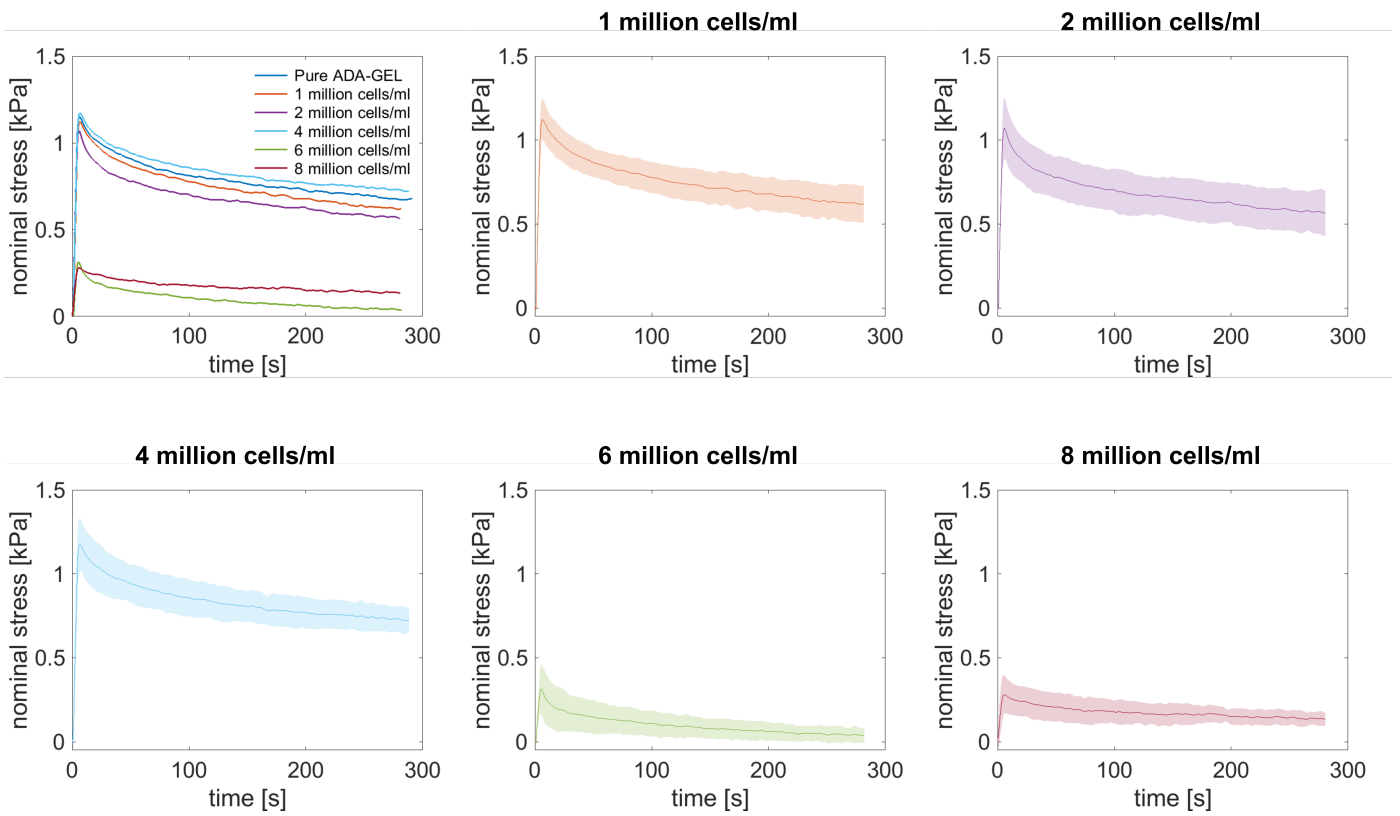 1 million cells/ml
2 million cells/ml
1.5
1
0.5
0
nominal stress [kPa]
Pure ADA-GEL
1 million cells/ml
2 million cells/ml
4 million cells/ml
6 million cells/ml
8 million cells/ml
0
100
200
300
time [s]
1.5
1
0.5
0
nominal stress [kPa]
0
100
200
300
time [s]
1.5
1
0.5
0
nominal stress [kPa]
0
100
200
300
time [s]
4 million cells/ml
6 million cells/ml
8 million cells/ml
1.5
1
0.5
0
nominal stress [kPa]
0
100
200
300
time [s]
1.5
1
0.5
0
nominal stress [kPa]
0
100
200
300
time [s]
1.5
1
0.5
0
nominal stress [kPa]
0
100
200
300
time [s]